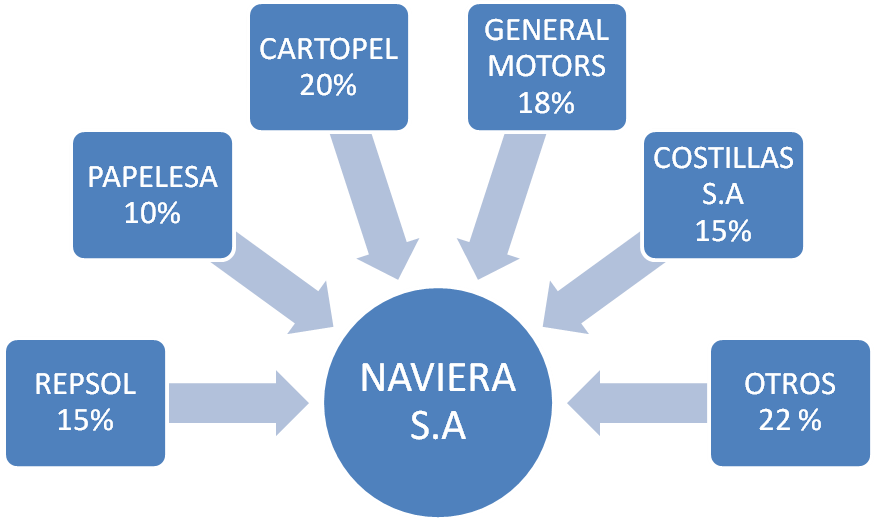 CARTOPEL
20%
GENERAL
MOTORS
18%
PAPELESA
10%
COSTILLAS
S.A
15%
REPSOL
15%
NAVIERA
S.A
OTROS
22 %